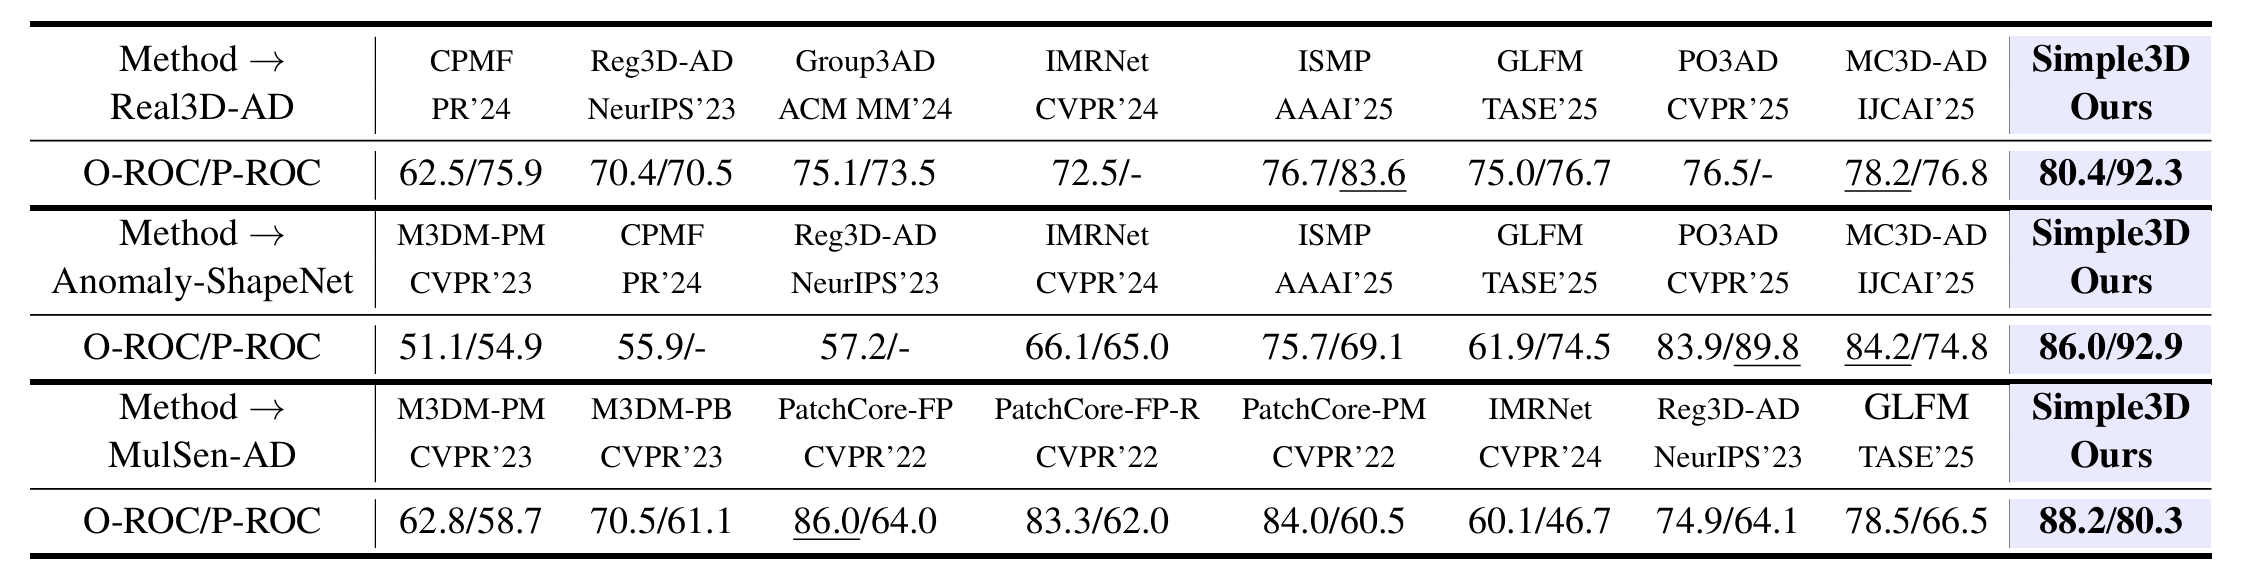 Method → CPMF Reg3D-AD Group3AD IMRNet ISMP GLFM PO3AD MC3D-AD Simple3D
Real3D-AD PR’24 NeurIPS’23 ACM MM’24 CVPR’24 AAAI’25 TASE’25 CVPR’25 IJCAI’25 Ours
O-ROC/P-ROC 62.5/75.9 70.4/70.5 75.1/73.5 72.5/- 76.7/83.6 75.0/76.7 76.5/- 78.2/76.8 80.4/92.3
Method → M3DM-PM CPMF Reg3D-AD IMRNet ISMP GLFM PO3AD MC3D-AD Simple3D
Anomaly-ShapeNet CVPR’23 PR’24 NeurIPS’23 CVPR’24 AAAI’25 TASE’25 CVPR’25 IJCAI’25 Ours
O-ROC/P-ROC 51.1/54.9 55.9/- 57.2/- 66.1/65.0 75.7/69.1 61.9/74.5 83.9/89.8 84.2/74.8 86.0/92.9
Method → M3DM-PM M3DM-PB PatchCore-FP PatchCore-FP-R PatchCore-PM IMRNet Reg3D-AD GLFM Simple3D
MulSen-AD CVPR’23 CVPR’23 CVPR’22 CVPR’22 CVPR’22 CVPR’24 NeurIPS’23 TASE’25 Ours
O-ROC/P-ROC 62.8/58.7 70.5/61.1 86.0/64.0 83.3/62.0 84.0/60.5 60.1/46.7 74.9/64.1 78.5/66.5 88.2/80.3